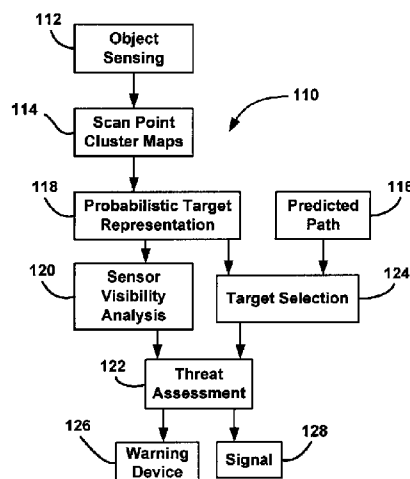 112
Object
Sensing
114
Scan Point
Cluster Maps
110
118
Probabilistic Target
Representation
Predicted
Path
116
120
Sensor
Visibility
Analysis
Target Selection
124
122
Threat
Assessment
126
Warning
Device
Signal
128